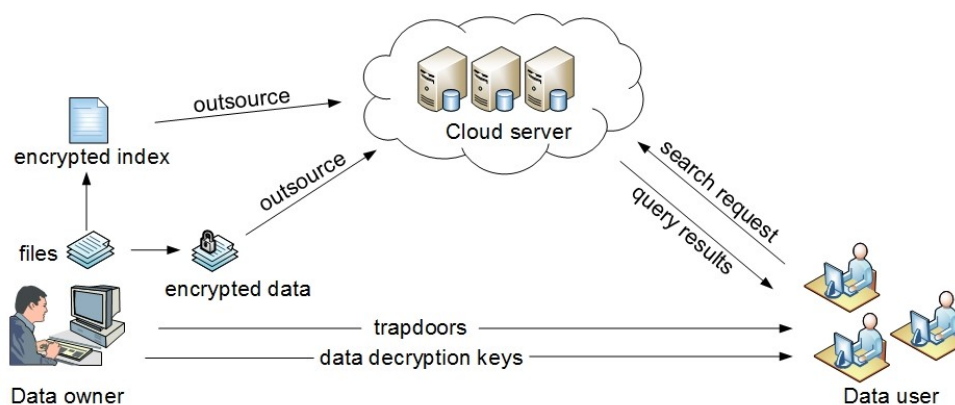 outsource
Cloud server
encrypted index
outsource
search request
query results
files
encrypted data
trapdoors
data decryption keys
Data owner
Data user